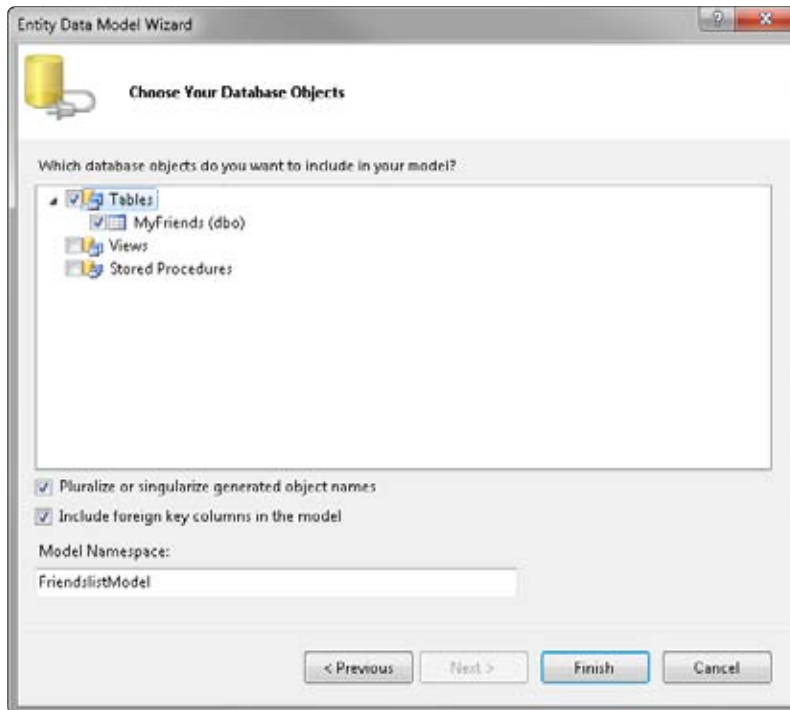 Entity Data Model Wizard
Choose Your Database Objects
Which database objects do you want to include in your model?
Tables
MyFriends (dbo)
Views
Stored Procedures
Pluralize or singularize generated object names
Include foreign key columns in the model
Model Namespace:
FriendslistModel
< Previous Next > Finish Cancel